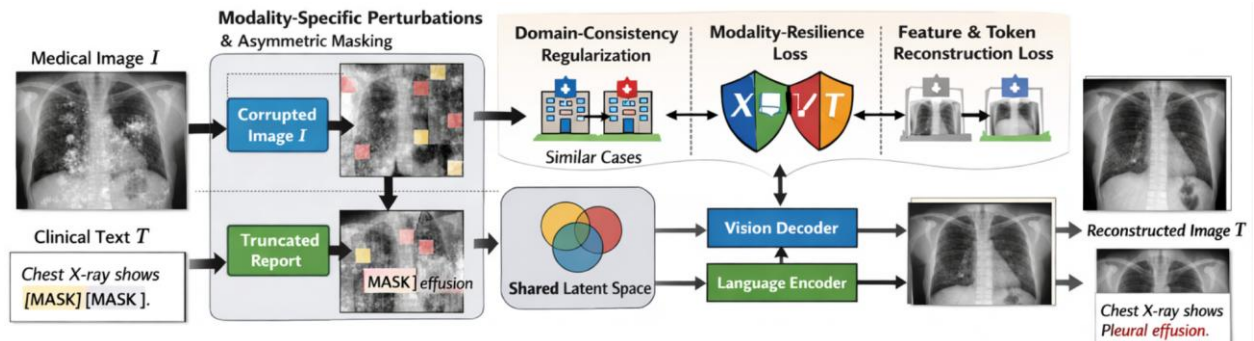 Modality-Specific Perturbations
& Asymmetric Masking
Medical Image I
Corrupted
Image I
Clinical Text T
Chest X-ray shows
[MASK] [MASK ].
Truncated
Report
MASK] effusion
Domain-Consistency
Regularization
Similar Cases
Modality-Resilience
Loss
X T
Feature & Token
Reconstruction Loss
Shared Latent Space
Vision Decoder
Language Encoder
Reconstructed Image T
Chest X-ray shows
Pleural effusion.